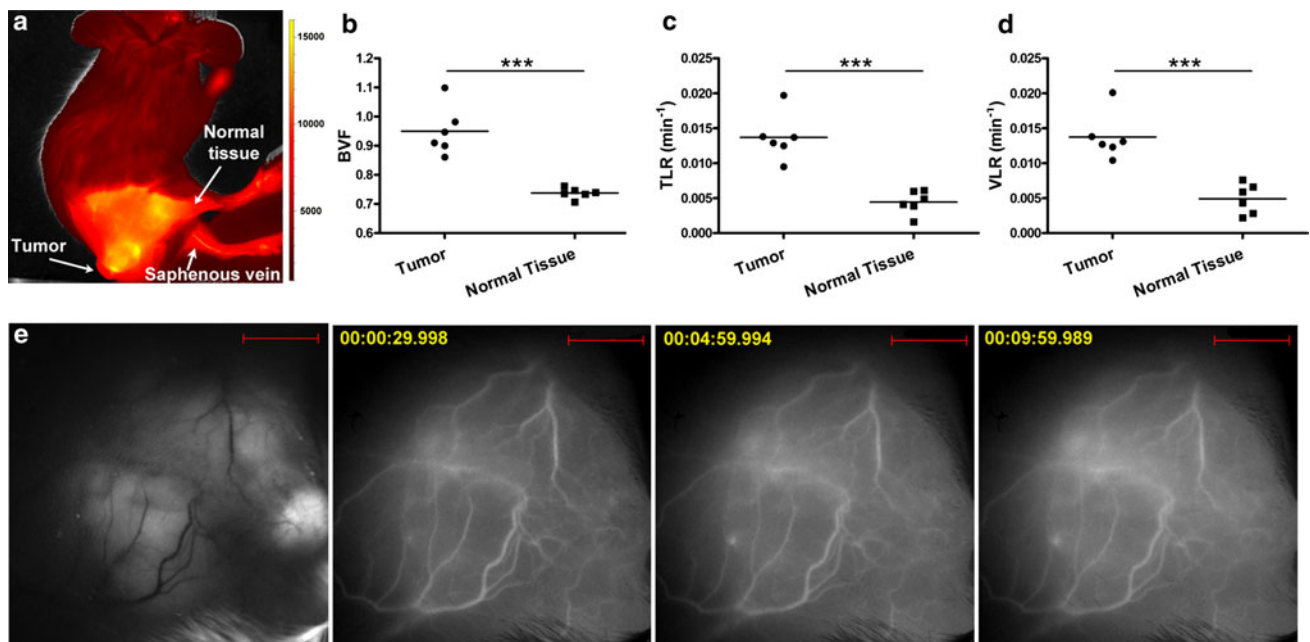 a
15000
10000
5000
Normal
tissue
Tumor
Saphenous vein
b
BVF
1.2
1.1
1.0
0.9
0.8
0.7
0.6
***
Tumor
Normal Tissue
c
TLR (min⁻¹)
0.025
0.020
0.015
0.010
0.005
0.000
***
Tumor
Normal Tissue
d
VLR (min⁻¹)
0.025
0.020
0.015
0.010
0.005
0.000
***
Tumor
Normal Tissue
e
00:00:29.998
00:04:59.994
00:09:59.989